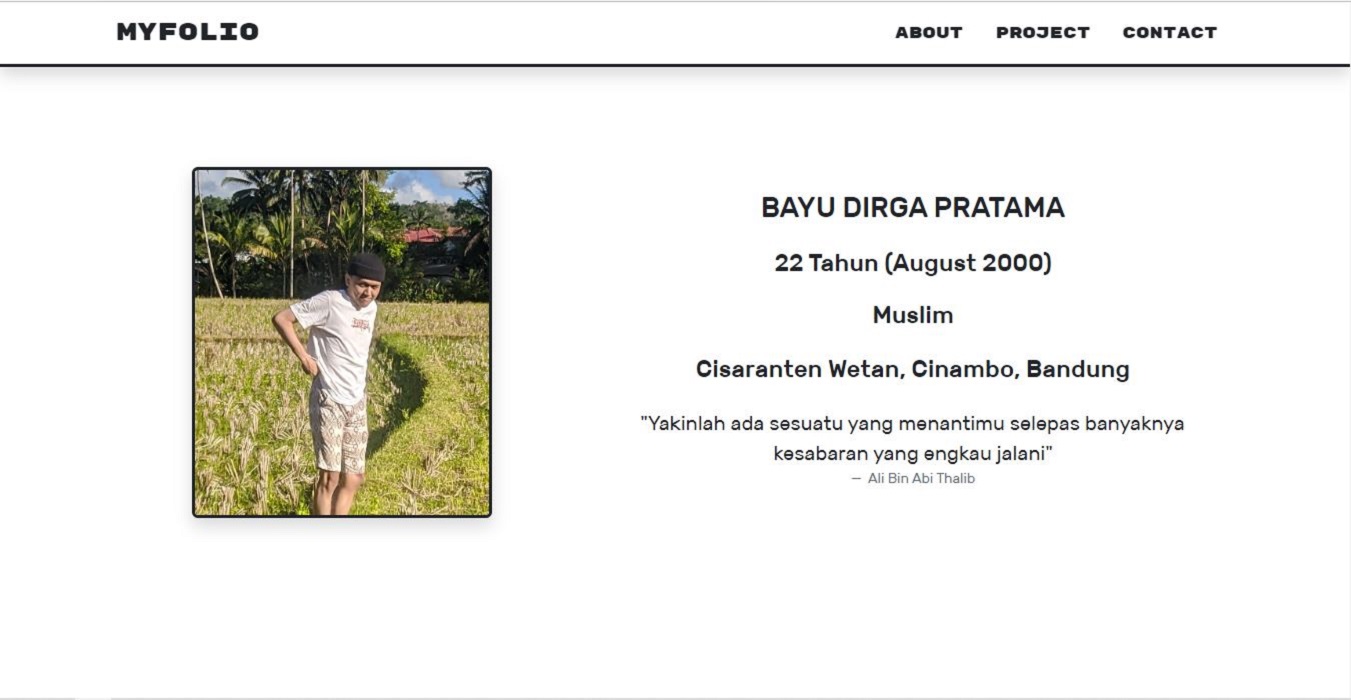 MYFOLIO
ABOUT PROJECT CONTACT
BAYU DIRGA PRATAMA
22 Tahun (August 2000)
Muslim
Cisaranten Wetan, Cinambo, Bandung
"Yakinlah ada sesuatu yang menantimu selepas banyaknya
kesabaran yang engkau jalani"
— Ali Bin Abi Thalib